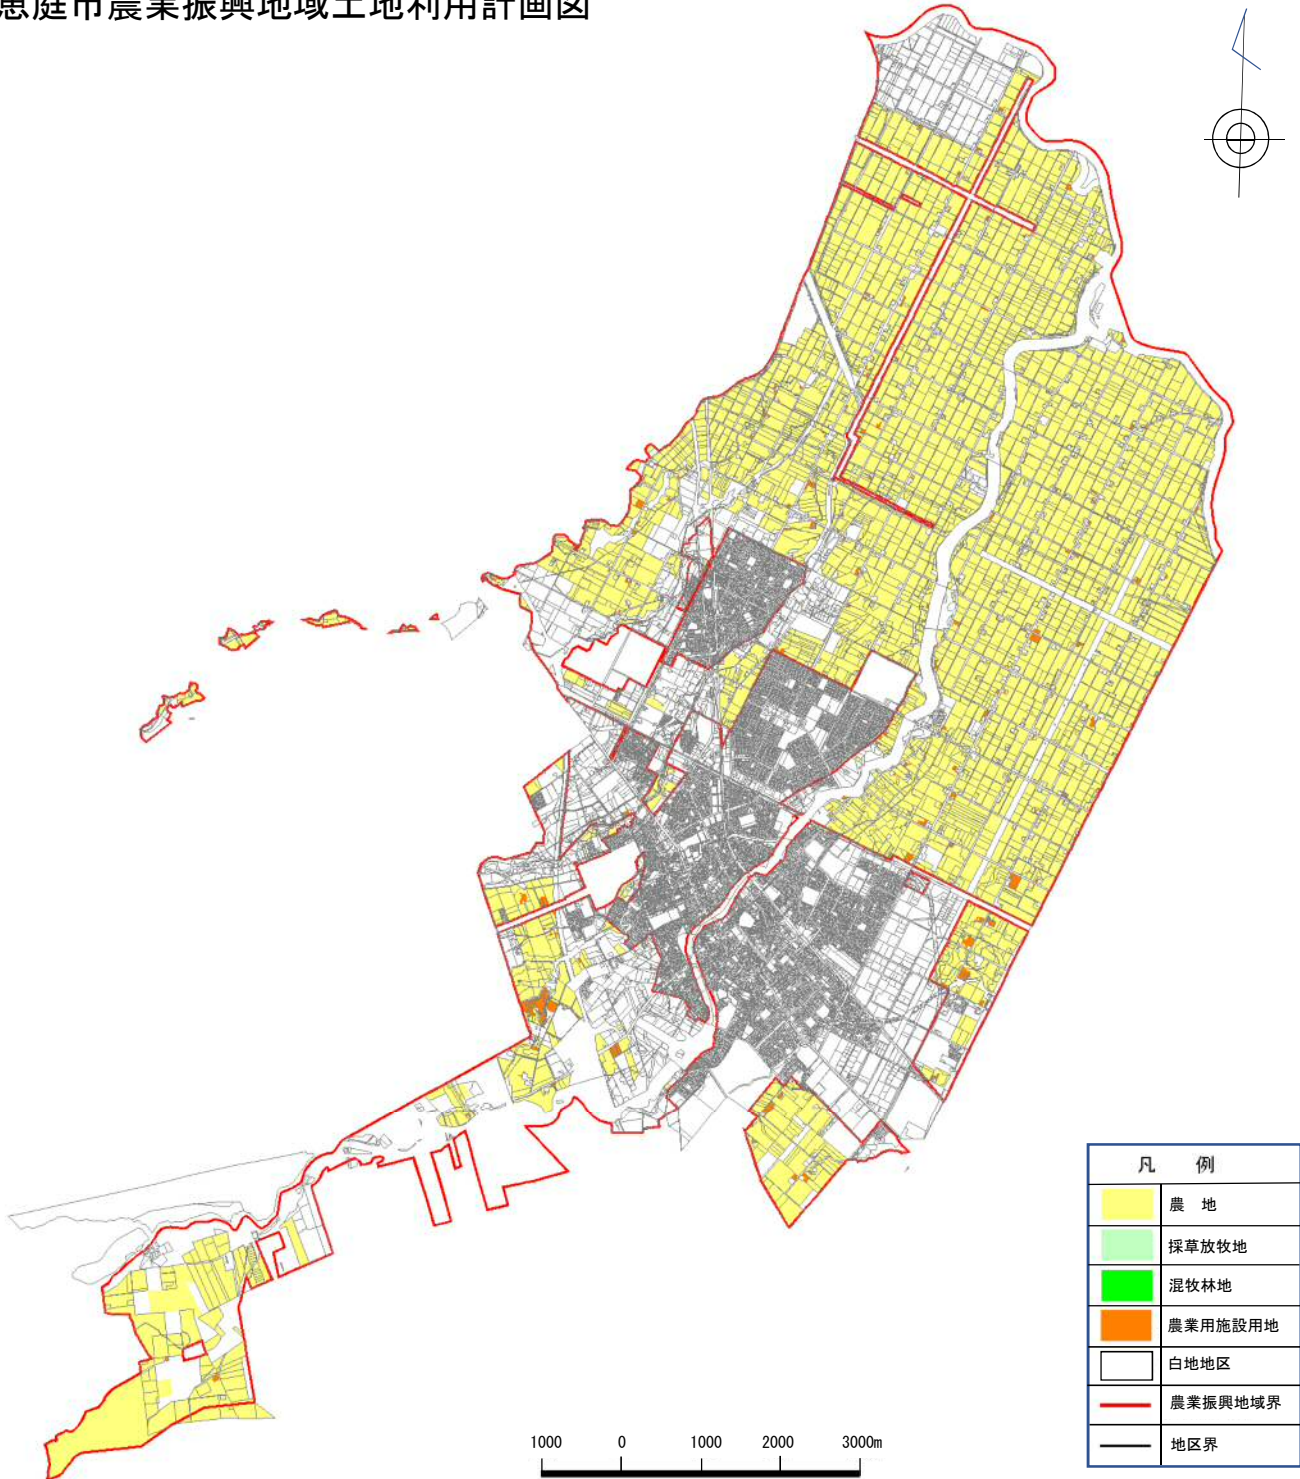 恵庭市農業振興地域土地利用計画図
凡 例
農 地
採草放牧地
混牧林地
農業用施設用地
白地地区
農業振興地域界
地区界
1000 0 1000 2000 3000m